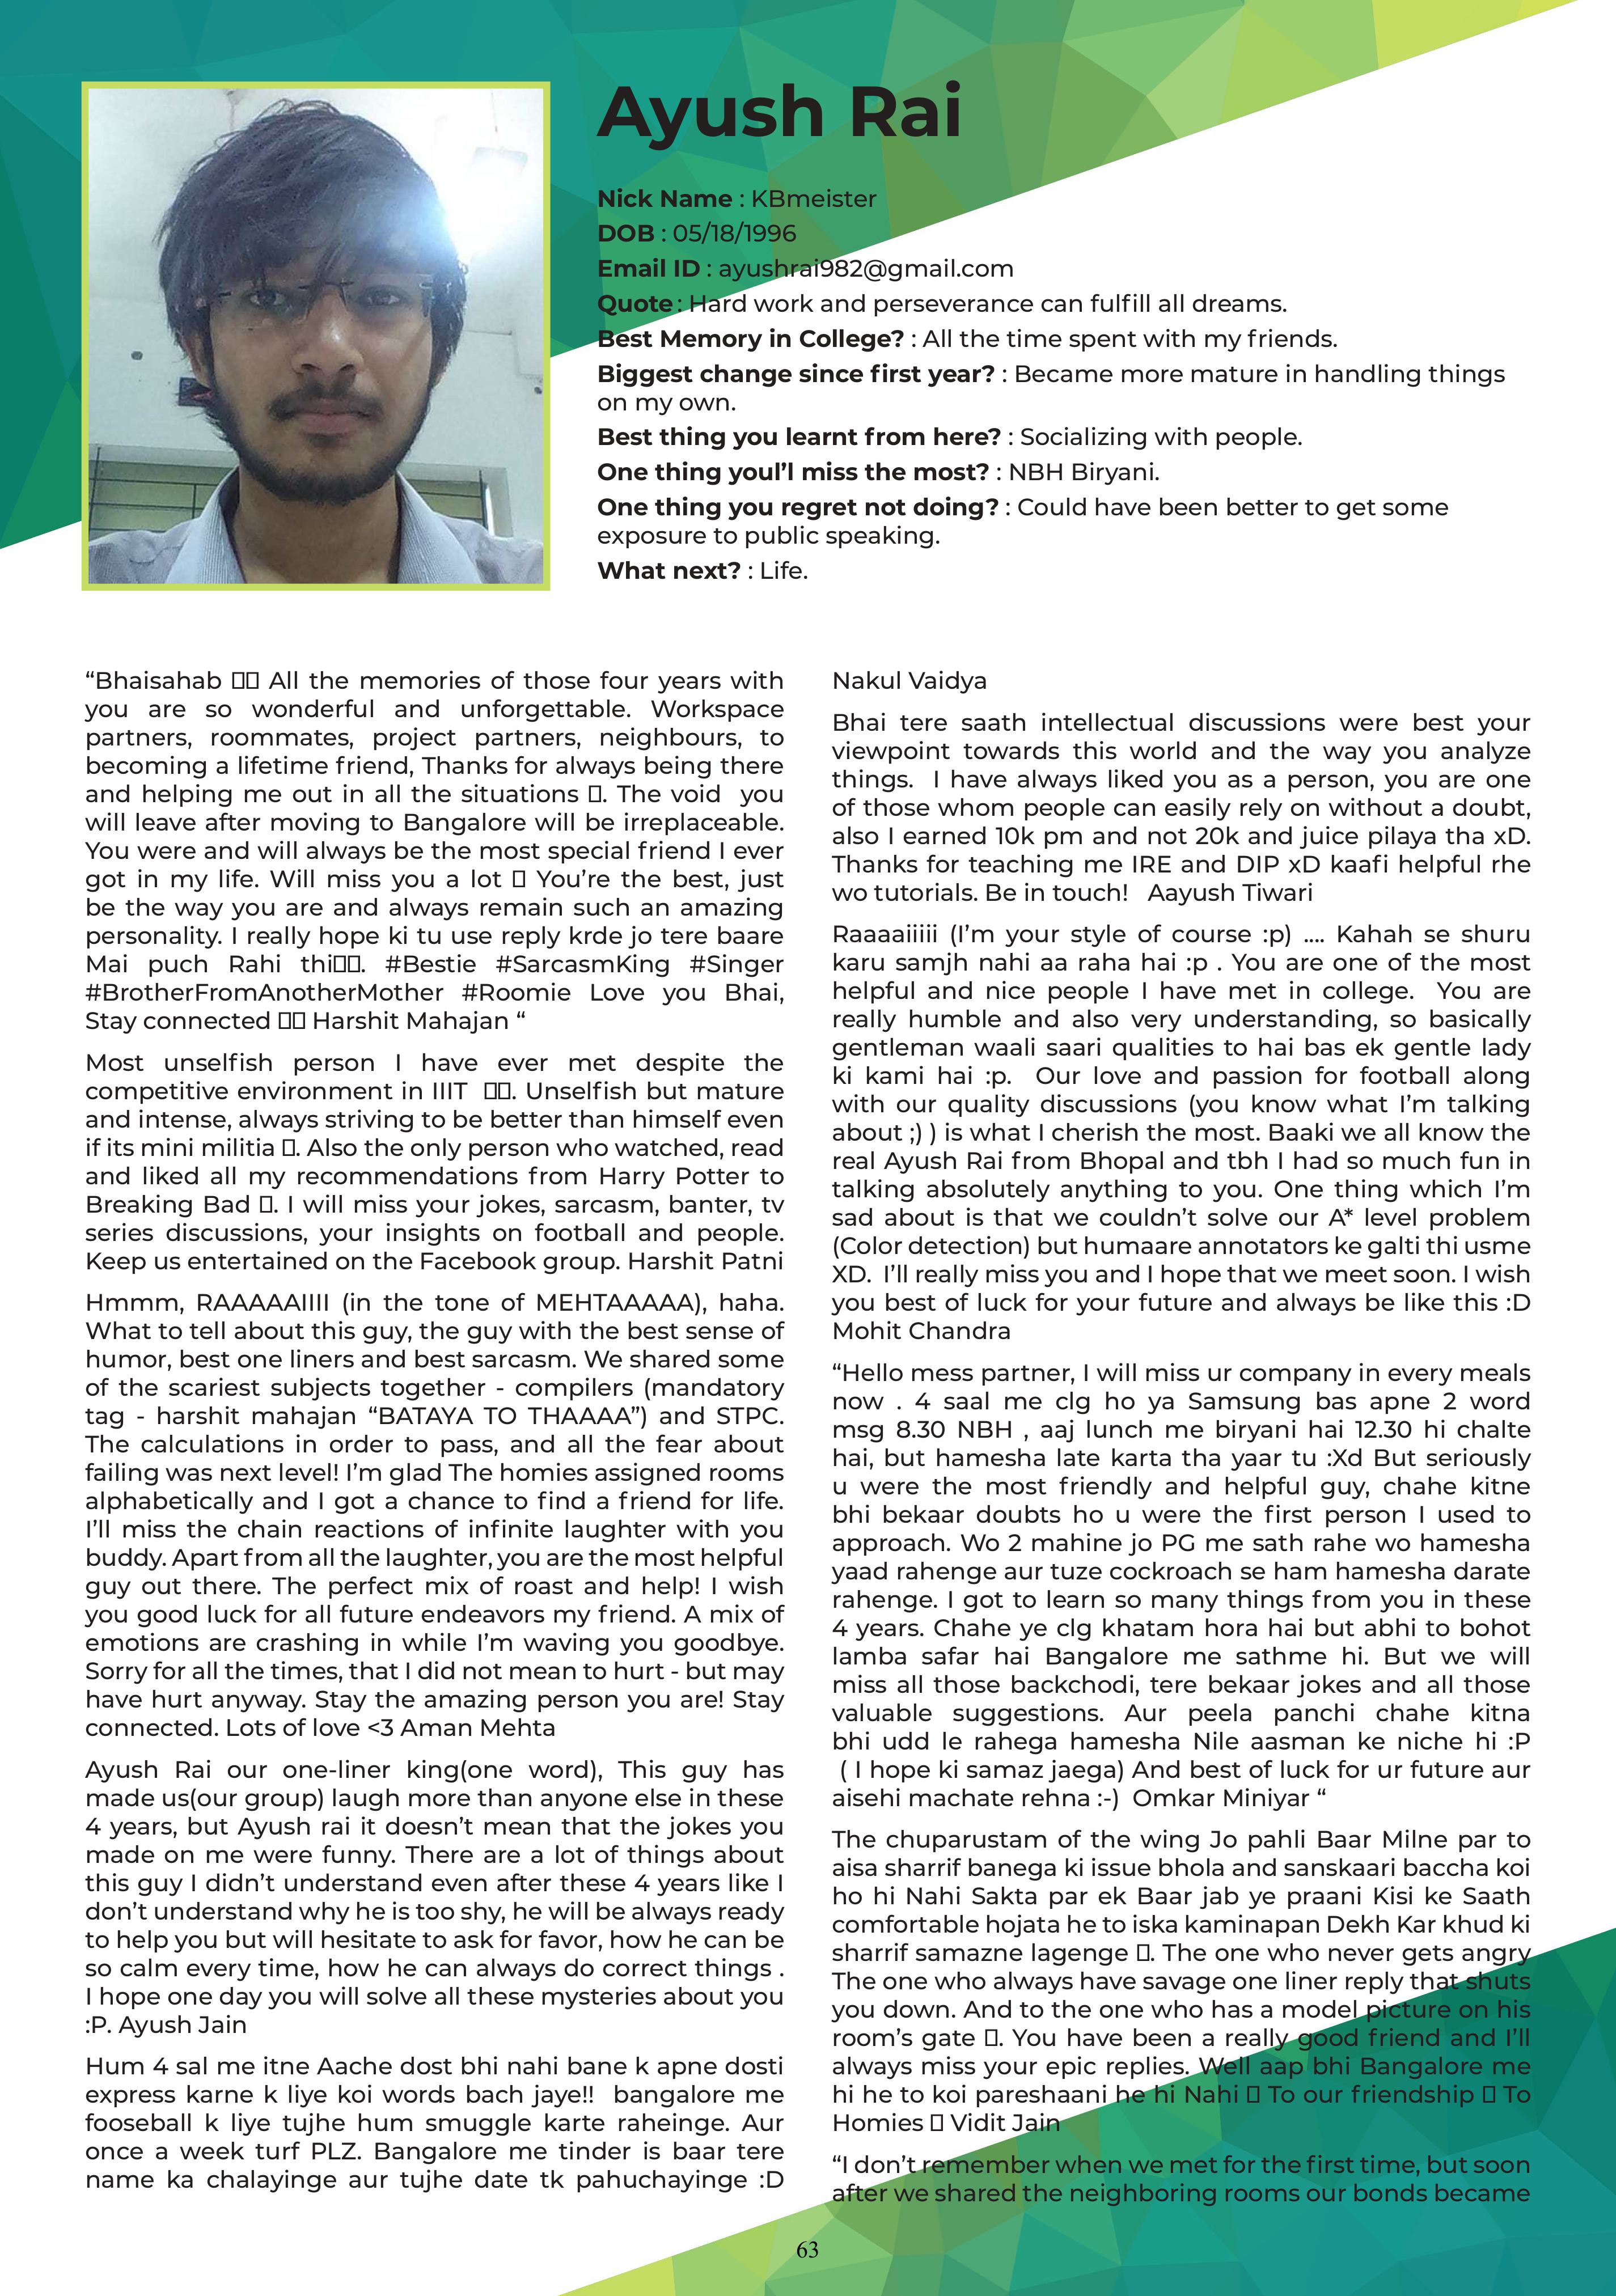 Ayush Rai
Nick Name : KBmeister
DOB : 05/18/1996
Email ID : ayushrai982@gmail.com
Quote : Hard work and perseverance can fulfill all dreams.
Best Memory in College? : All the time spent with my friends.
Biggest change since first year? : Became more mature in handling things
on my own.
Best thing you learnt from here? : Socializing with people.
One thing youl’l miss the most? : NBH Biryani.
One thing you regret not doing? : Could have been better to get some
exposure to public speaking.
What next? : Life.
“Bhaisahab ▯▯ All the memories of those four years with
you are so wonderful and unforgettable. Workspace
partners, roommates, project partners, neighbours, to
becoming a lifetime friend, Thanks for always being there
and helping me out in all the situations ▯. The void you
will leave after moving to Bangalore will be irreplaceable.
You were and will always be the most special friend I ever
got in my life. Will miss you a lot ▯ You’re the best, just
be the way you are and always remain such an amazing
personality. I really hope ki tu use reply krde jo tere baare
Mai puch Rahi thi▯▯. #Bestie #SarcasmKing #Singer
#BrotherFromAnotherMother #Roomie Love you Bhai,
Stay connected ▯▯ Harshit Mahajan “
Most unselfish person I have ever met despite the
competitive environment in IIIT ▯▯. Unselfish but mature
and intense, always striving to be better than himself even
if its mini militia ▯. Also the only person who watched, read
and liked all my recommendations from Harry Potter to
Breaking Bad ▯. I will miss your jokes, sarcasm, banter, tv
series discussions, your insights on football and people.
Keep us entertained on the Facebook group. Harshit Patni
Hmmm, RAAAAAIIII (in the tone of MEHTAAAAA), haha.
What to tell about this guy, the guy with the best sense of
humor, best one liners and best sarcasm. We shared some
of the scariest subjects together - compilers (mandatory
tag - harshit mahajan “BATAYA TO THAAAA”) and STPC.
The calculations in order to pass, and all the fear about
failing was next level! I’m glad The homies assigned rooms
alphabetically and I got a chance to find a friend for life.
I’ll miss the chain reactions of infinite laughter with you
buddy. Apart from all the laughter, you are the most helpful
guy out there. The perfect mix of roast and help! I wish
you good luck for all future endeavors my friend. A mix of
emotions are crashing in while I’m waving you goodbye.
Sorry for all the times, that I did not mean to hurt - but may
have hurt anyway. Stay the amazing person you are! Stay
connected. Lots of love <3 Aman Mehta
Ayush Rai our one-liner king(one word), This guy has
made us(our group) laugh more than anyone else in these
4 years, but Ayush rai it doesn’t mean that the jokes you
made on me were funny. There are a lot of things about
this guy I didn’t understand even after these 4 years like I
don’t understand why he is too shy, he will be always ready
to help you but will hesitate to ask for favor, how he can be
so calm every time, how he can always do correct things .
I hope one day you will solve all these mysteries about you
:P. Ayush Jain
Hum 4 sal me itne Aache dost bhi nahi bane k apne dosti
express karne k liye koi words bach jaye!! bangalore me
fooseball k liye tujhe hum smuggle karte raheinge. Aur
once a week turf PLZ. Bangalore me tinder is baar tere
name ka chalayinge aur tujhe date tk pahuchayinge :D
Nakul Vaidya
Bhai tere saath intellectual discussions were best your
viewpoint towards this world and the way you analyze
things. I have always liked you as a person, you are one
of those whom people can easily rely on without a doubt,
also I earned 10k pm and not 20k and juice pilaya tha xD.
Thanks for teaching me IRE and DIP xD kaafi helpful rhe
wo tutorials. Be in touch! Aayush Tiwari
Raaaaiiiii (I’m your style of course :p) .... Kahah se shuru
karu samjh nahi aa raha hai :p . You are one of the most
helpful and nice people I have met in college. You are
really humble and also very understanding, so basically
gentleman waali saari qualities to hai bas ek gentle lady
ki kami hai :p. Our love and passion for football along
with our quality discussions (you know what I’m talking
about ;) ) is what I cherish the most. Baaki we all know the
real Ayush Rai from Bhopal and tbh I had so much fun in
talking absolutely anything to you. One thing which I’m
sad about is that we couldn’t solve our A* level problem
(Color detection) but humaare annotators ke galti thi usme
XD. I’ll really miss you and I hope that we meet soon. I wish
you best of luck for your future and always be like this :D
Mohit Chandra
“Hello mess partner, I will miss ur company in every meals
now . 4 saal me clg ho ya Samsung bas apne 2 word
msg 8.30 NBH , aaj lunch me biryani hai 12.30 hi chalte
hai, but hamesha late karta tha yaar tu :Xd But seriously
u were the most friendly and helpful guy, chahe kitne
bhi bekaar doubts ho u were the first person I used to
approach. Wo 2 mahine jo PG me sath rahe wo hamesha
yaad rahenge aur tuze cockroach se ham hamesha darate
rahenge. I got to learn so many things from you in these
4 years. Chahe ye clg khatam hora hai but abhi to bohot
lamba safar hai Bangalore me sathme hi. But we will
miss all those backchodi, tere bekaar jokes and all those
valuable suggestions. Aur peela panchi chahe kitna
bhi udd le rahega hamesha Nile aasman ke niche hi :P
( I hope ki samaz jaega) And best of luck for ur future aur
aisehi machate rehna :-) Omkar Miniyar “
The chuparustam of the wing Jo pahli Baar Milne par to
aisa sharrif banega ki issue bhola and sanskaari baccha koi
ho hi Nahi Sakta par ek Baar jab ye praani Kisi ke Saath
comfortable hojata he to iska kaminapan Dekh Kar khud ki
sharrif samazne lagenge ▯. The one who never gets angry
The one who always have savage one liner reply that shuts
you down. And to the one who has a model picture on his
room’s gate ▯. You have been a really good friend and I’ll
always miss your epic replies. Well aap bhi Bangalore me
hi he to koi pareshaani he hi Nahi ▯ To our friendship ▯ To
Homies ▯ Vidit Jain
“I don’t remember when we met for the first time, but soon
after we shared the neighboring rooms our bonds became
63